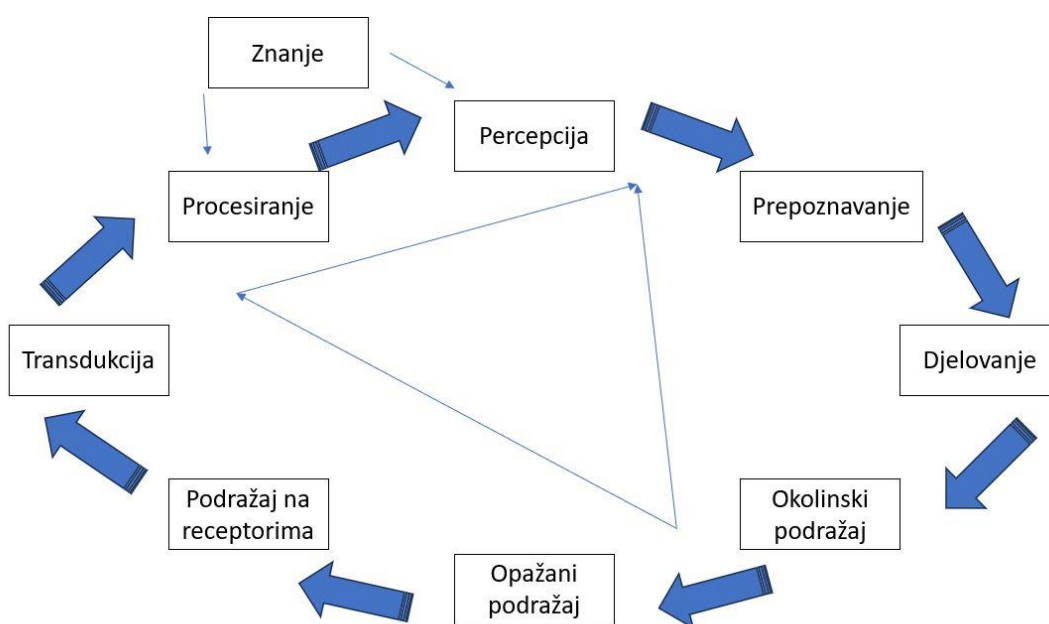 Znanje
Percepcija
Procesiranje
Prepoznavanje
Transdukcija
Djelovanje
Podražaj na
receptorima
Okolinski
podražaj
Opažani
podražaj